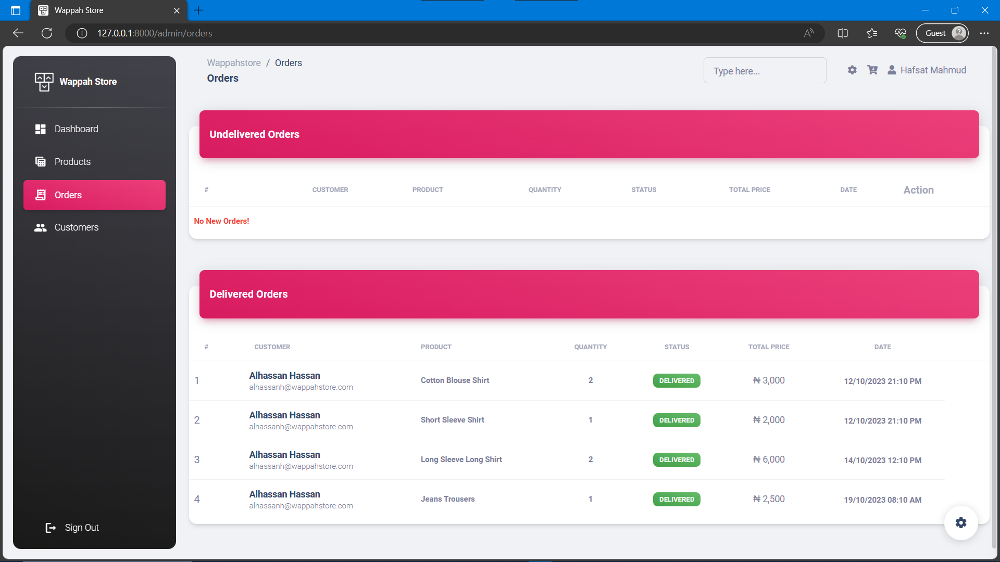 Wappah Store
127.0.0.1:8000/admin/orders
Guest
Wappah Store
Dashboard
Products
Orders
Customers
Sign Out
Wappahstore / Orders
Orders
Type here...
Hafsat Mahmud
Undelivered Orders
# CUSTOMER PRODUCT QUANTITY STATUS TOTAL PRICE DATE Action
No New Orders!
Delivered Orders
# CUSTOMER PRODUCT QUANTITY STATUS TOTAL PRICE DATE
1 Alhassan Hassan Cotton Blouse Shirt 2 DELIVERED ₦ 3,000 12/10/2023 21:10 PM
alhassanh@wappahstore.com
2 Alhassan Hassan Short Sleeve Shirt 1 DELIVERED ₦ 2,000 12/10/2023 21:10 PM
alhassanh@wappahstore.com
3 Alhassan Hassan Long Sleeve Long Shirt 2 DELIVERED ₦ 6,000 14/10/2023 12:10 PM
alhassanh@wappahstore.com
4 Alhassan Hassan Jeans Trousers 1 DELIVERED ₦ 2,500 19/10/2023 08:10 AM
alhassanh@wappahstore.com